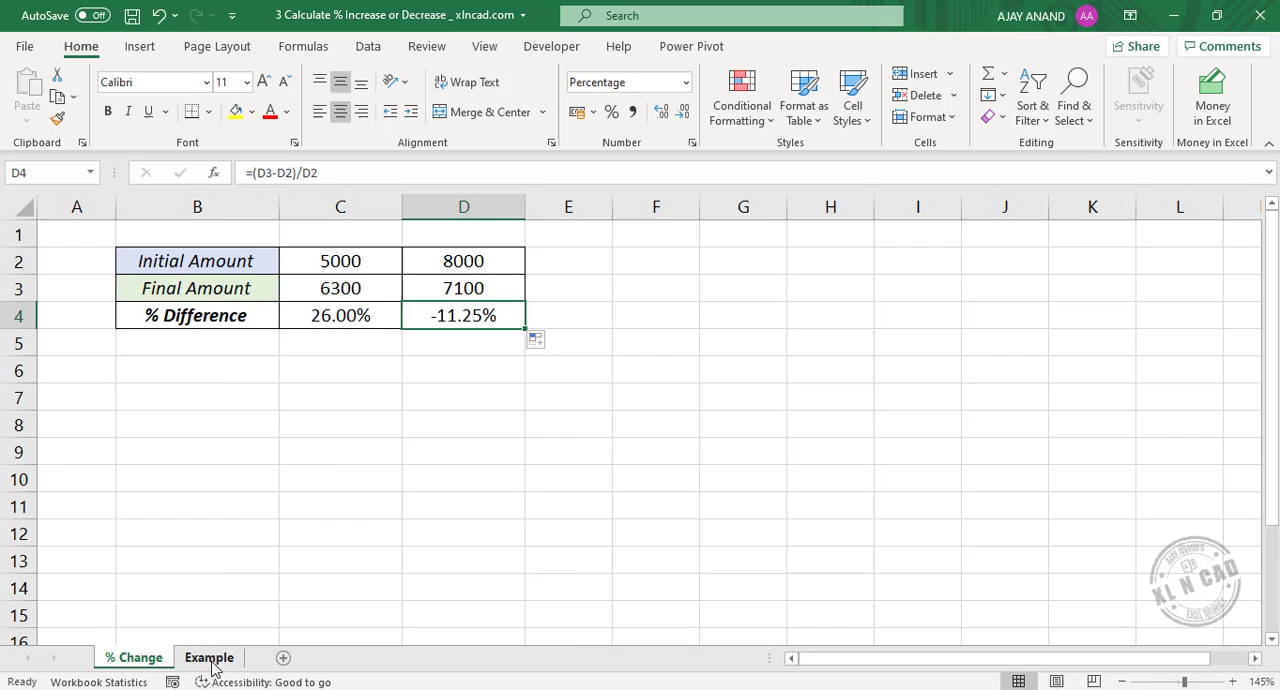 AutoSave Off 3 Calculate % Increase or Decrease _ xlncad.com Search AJAY ANAND AA
File Home Insert Page Layout Formulas Data Review View Developer Help Power Pivot Share Comments
Paste Calibri 11 A A Wrap Text Percentage Conditional Formatting Format as Table Cell Styles Insert Delete Format Sort & Filter Find & Select Sensitivity Money in Excel
B I U A Merge & Center % ,
Clipboard Font Alignment Number Styles Cells Editing Sensitivity Money in Excel
D4 fx =(D3-D2)/D2
A B C D E F G H I J K L
1
2 Initial Amount 5000 8000
3 Final Amount 6300 7100
4 % Difference 26.00% -11.25%
5
6
7
8
9
10
11
12
13
14
15
16
XL N CAD
% Change Example
Ready Workbook Statistics Accessibility: Good to go 145%